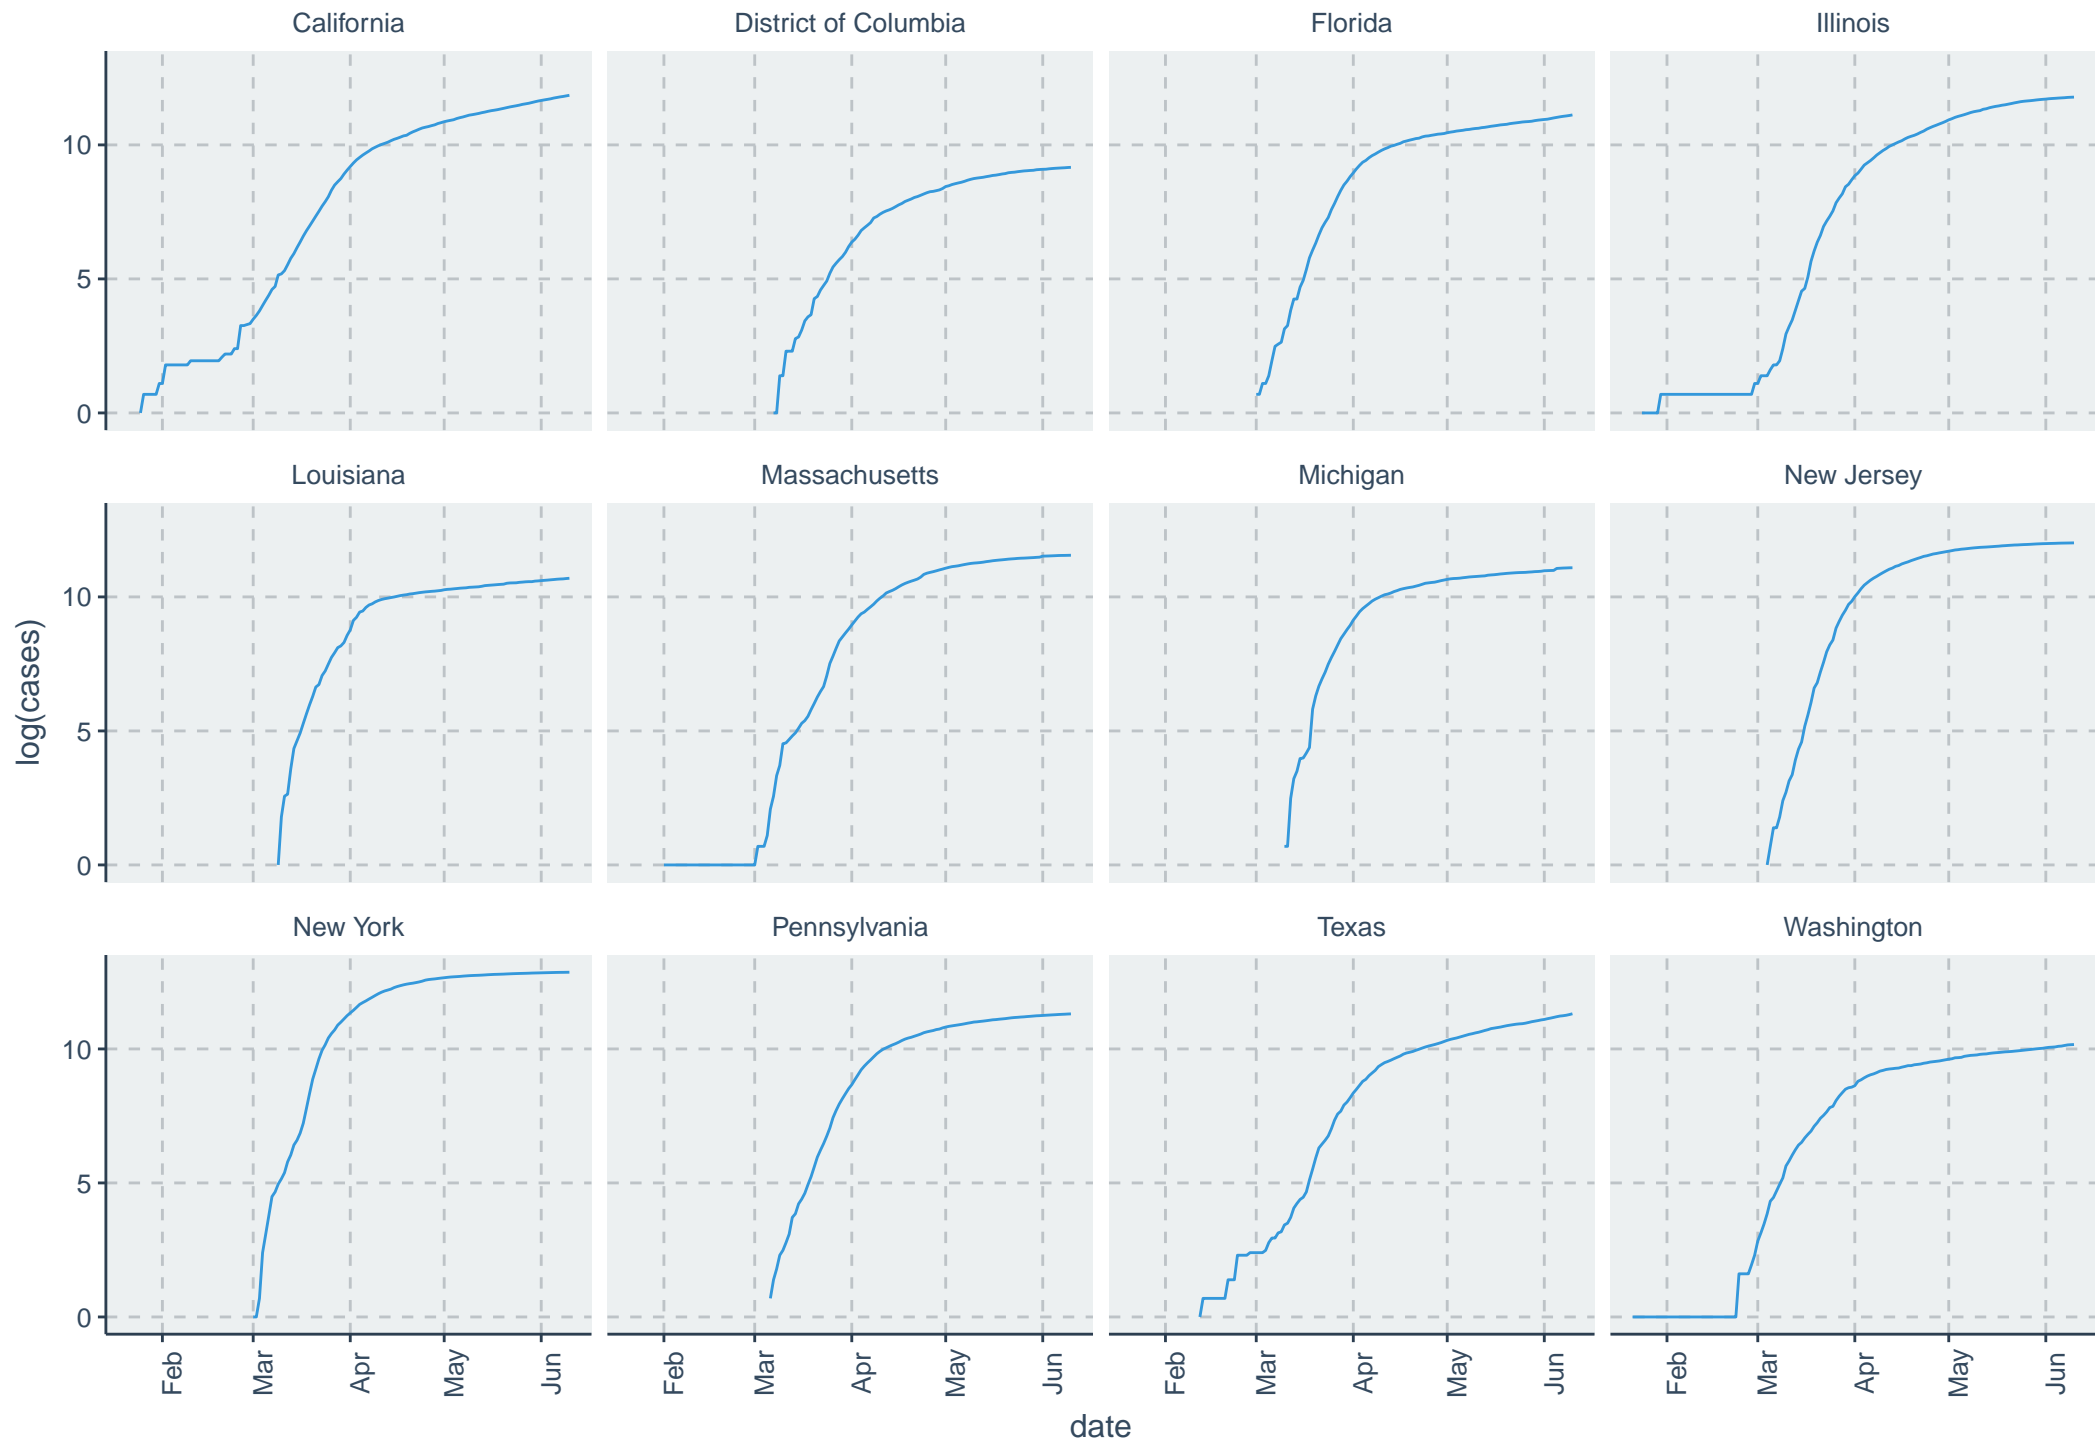 California District of Columbia Florida Illinois
10
5
0
Louisiana Massachusetts Michigan New Jersey
10
5
0
log(cases)
New York Pennsylvania Texas Washington
10
5
0
Feb Mar Apr May Jun Feb Mar Apr May Jun Feb Mar Apr May Jun Feb Mar Apr May Jun
date